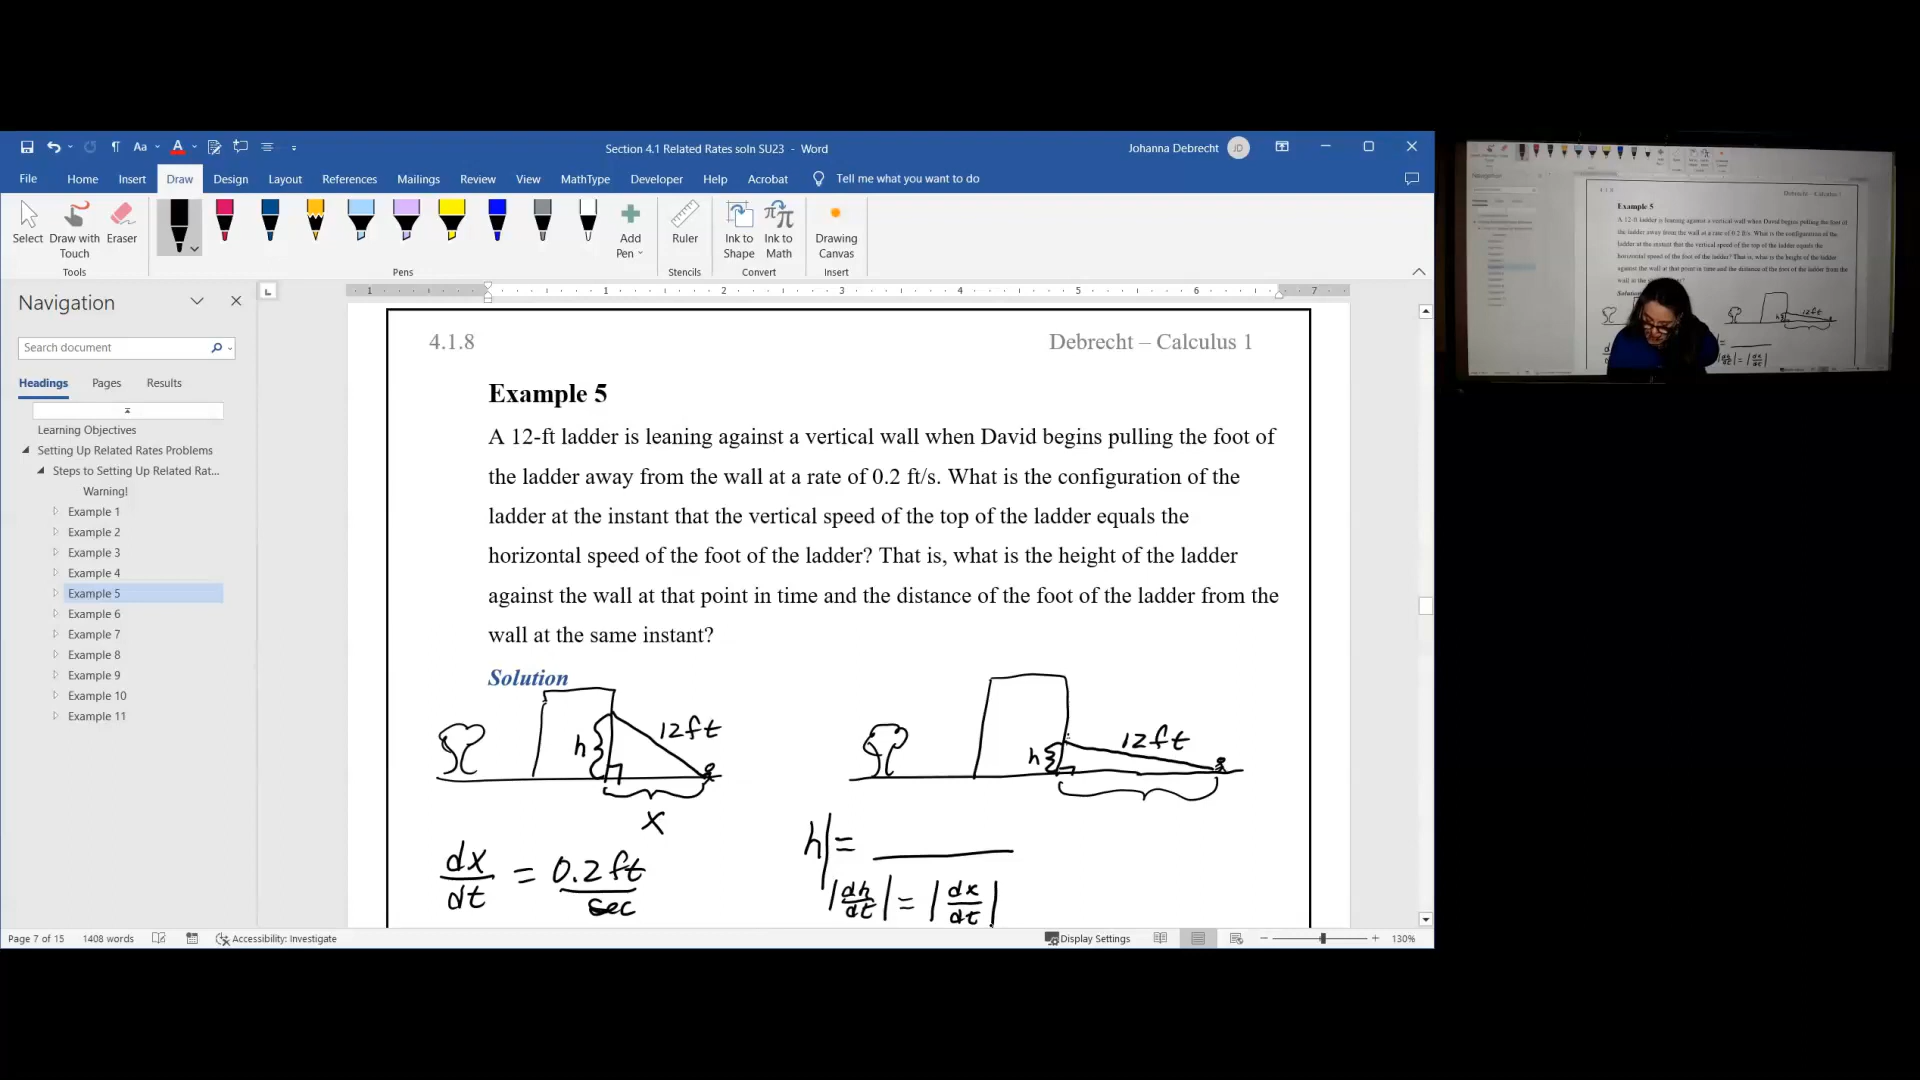 Section 4.1 Related Rates soln SU23 - Word
Johanna Debrecht JD
File Home Insert Draw Design Layout References Mailings Review View MathType Developer Help Acrobat Tell me what you want to do
Select Draw with Touch Eraser
Add Pen
Ruler
Ink to Shape Ink to Math
Drawing Canvas
Tools Pens Stencils Convert Insert
Navigation
Search document
Headings Pages Results
Learning Objectives
Setting Up Related Rates Problems
Steps to Setting Up Related Rat...
Warning!
Example 1
Example 2
Example 3
Example 4
Example 5
Example 6
Example 7
Example 8
Example 9
Example 10
Example 11
1 1 2 3 4 5 6 7
4.1.8 Debrecht – Calculus 1
Example 5
A 12-ft ladder is leaning against a vertical wall when David begins pulling the foot of
the ladder away from the wall at a rate of 0.2 ft/s. What is the configuration of the
ladder at the instant that the vertical speed of the top of the ladder equals the
horizontal speed of the foot of the ladder? That is, what is the height of the ladder
against the wall at that point in time and the distance of the foot of the ladder from the
wall at the same instant?
Solution
h 12ft
x
h 12ft
dx/dt = 0.2 ft/sec
h| = ____
|dh/dt| = |dx/dt|
Page 7 of 15 1408 words Accessibility: Investigate Display Settings 130%